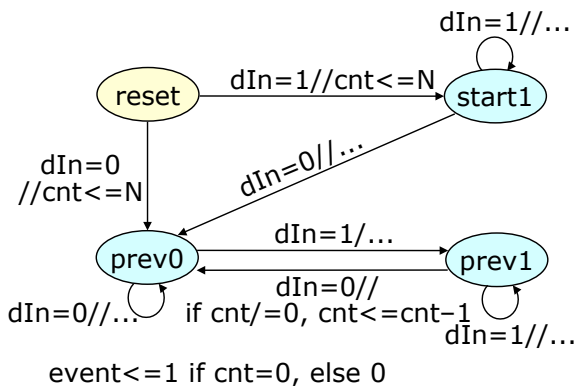 dIn=1//...
reset
dIn=1//cnt<=N
start1
dIn=0
//cnt<=N
dIn=0//...
dIn=1/...
prev0
prev1
dIn=0//
dIn=0//...
if cnt/=0, cnt<=cnt−1
dIn=1//...
event<=1 if cnt=0, else 0